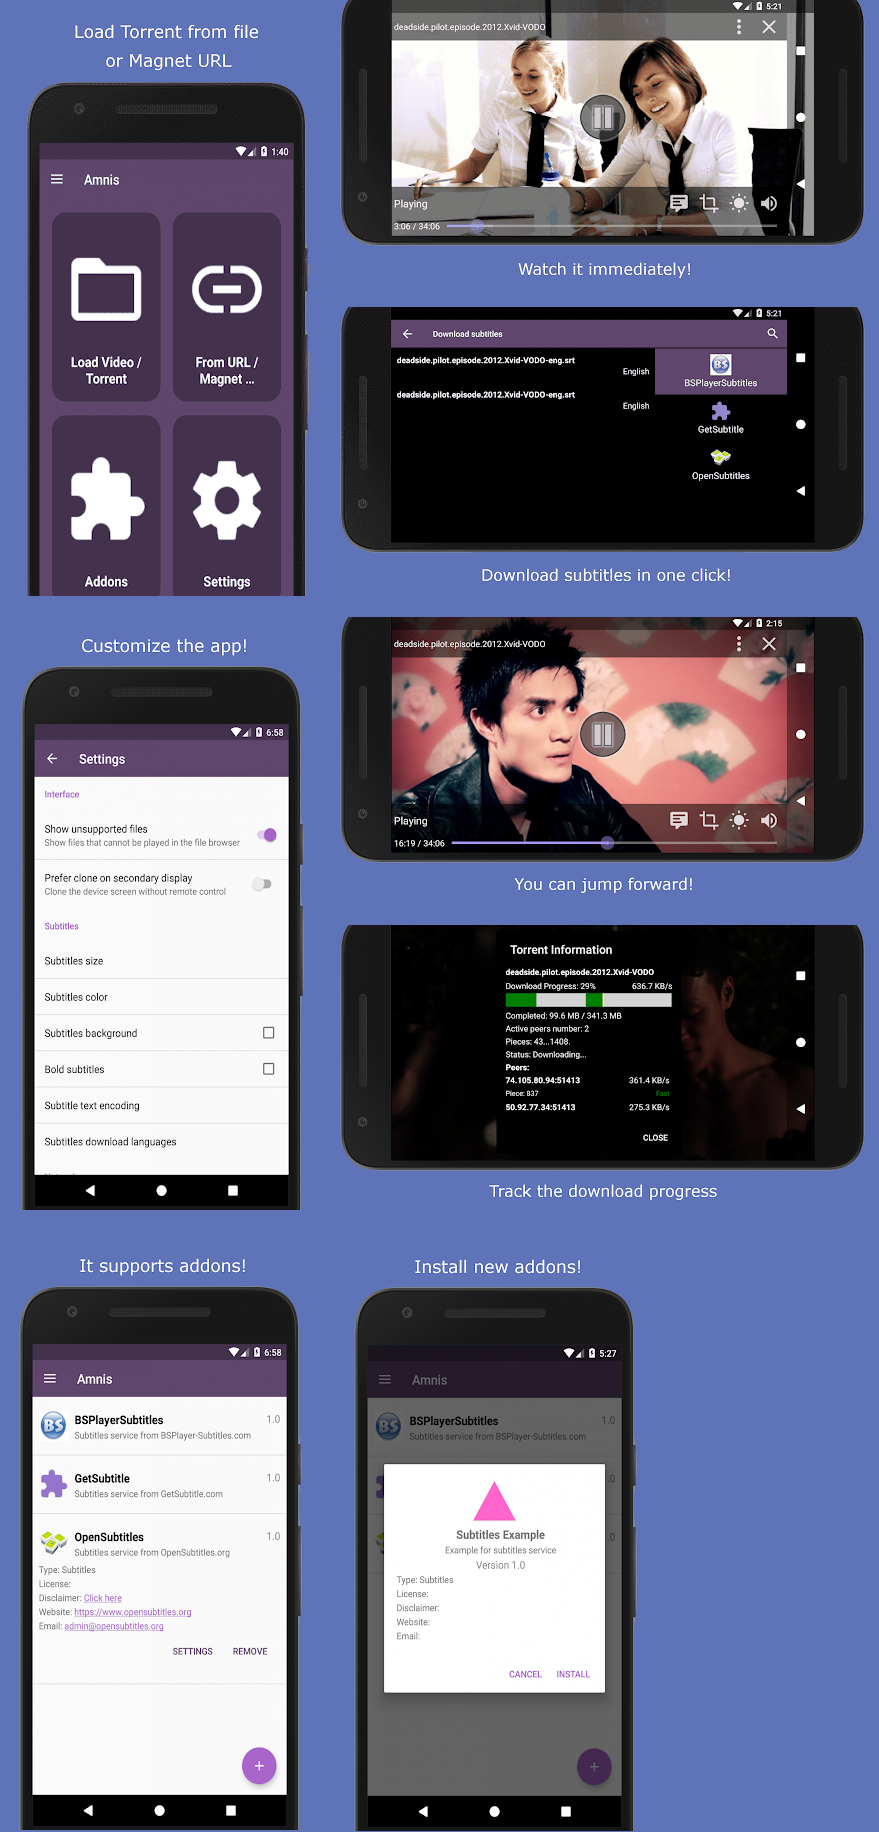 Load Torrent from file
or Magnet URL
1:40
Amnis
Load Video /
Torrent
From URL /
Magnet ...
Addons
Settings
5:21
deadside.pilot.episode.2012.Xvid-VODO
Playing
3:06 / 34:06
Watch it immediately!
5:21
Download subtitles
deadside.pilot.episode.2012.Xvid-VODO-eng.srt
English
deadside.pilot.episode.2012.Xvid-VODO-eng.srt
English
BS
BSPlayerSubtitles
GetSubtitle
OpenSubtitles
Download subtitles in one click!
Customize the app!
6:58
Settings
Interface
Show unsupported files
Show files that cannot be played in the file browser
Prefer clone on secondary display
Clone the device screen without remote control
Subtitles
Subtitles size
Subtitles color
Subtitles background
Bold subtitles
Subtitle text encoding
Subtitles download languages
2:15
deadside.pilot.episode.2012.Xvid-VODO
Playing
16:19 / 34:06
You can jump forward!
Torrent Information
deadside.pilot.episode.2012.Xvid-VODO
Download Progress: 29% 636.7 KB/s
Completed: 99.6 MB / 341.3 MB
Active peers number: 2
Pieces: 43...1408.
Status: Downloading...
Peers:
74.105.80.94:51413 361.4 KB/s
Piece: 837 Fast
50.92.77.34:51413 275.3 KB/s
CLOSE
Track the download progress
It supports addons!
6:58
Amnis
BS
BSPlayerSubtitles 1.0
Subtitles service from BSPlayer-Subtitles.com
GetSubtitle 1.0
Subtitles service from GetSubtitle.com
OpenSubtitles 1.0
Subtitles service from OpenSubtitles.org
Type: Subtitles
License:
Disclaimer: Click here
Website: https://www.opensubtitles.org
Email: admin@opensubtitles.org
SETTINGS REMOVE
Install new addons!
5:27
Amnis
BS
BSPlayerSubtitles 1.0
Subtitles service from BSPlayer-Subtitles.com
Subtitles Example
Example for subtitles service
Version 1.0
Type: Subtitles
License:
Disclaimer:
Website:
Email:
CANCEL INSTALL